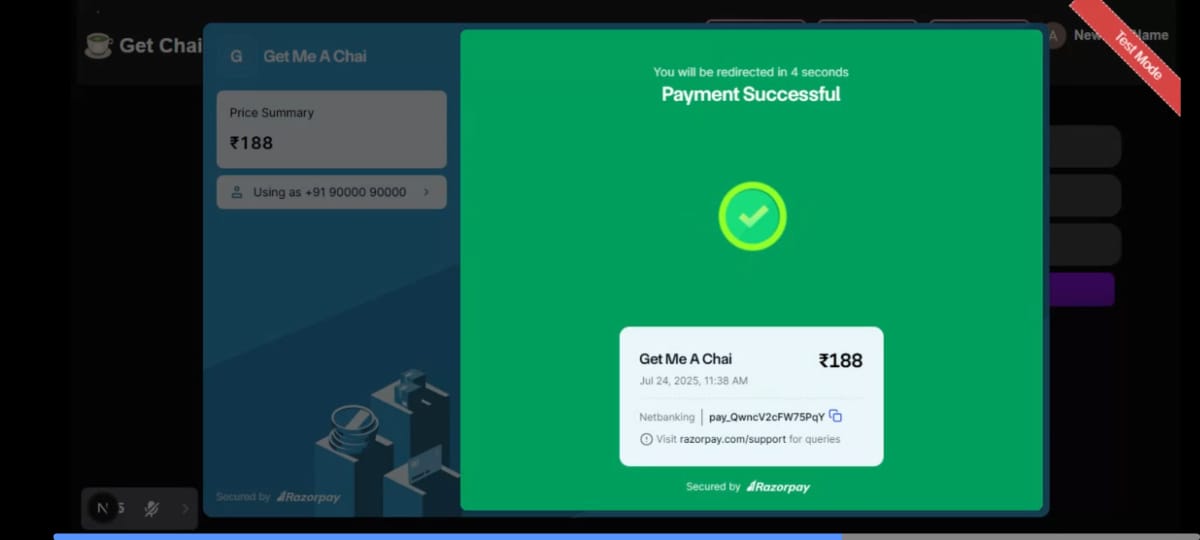 Get Chai
G Get Me A Chai
Price Summary
₹188
Using as +91 90000 90000
Secured by Razorpay
You will be redirected in 4 seconds
Payment Successful
Get Me A Chai ₹188
Jul 24, 2025, 11:38 AM
Netbanking | pay_QwncV2cFW75PqY
Visit razorpay.com/support for queries
Secured by Razorpay
A New Name
Test Mode
N 5